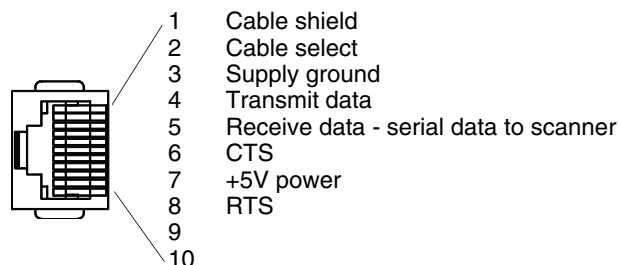 1 Cable shield
2 Cable select
3 Supply ground
4 Transmit data
5 Receive data - serial data to scanner
6 CTS
7 +5V power
8 RTS
9
10